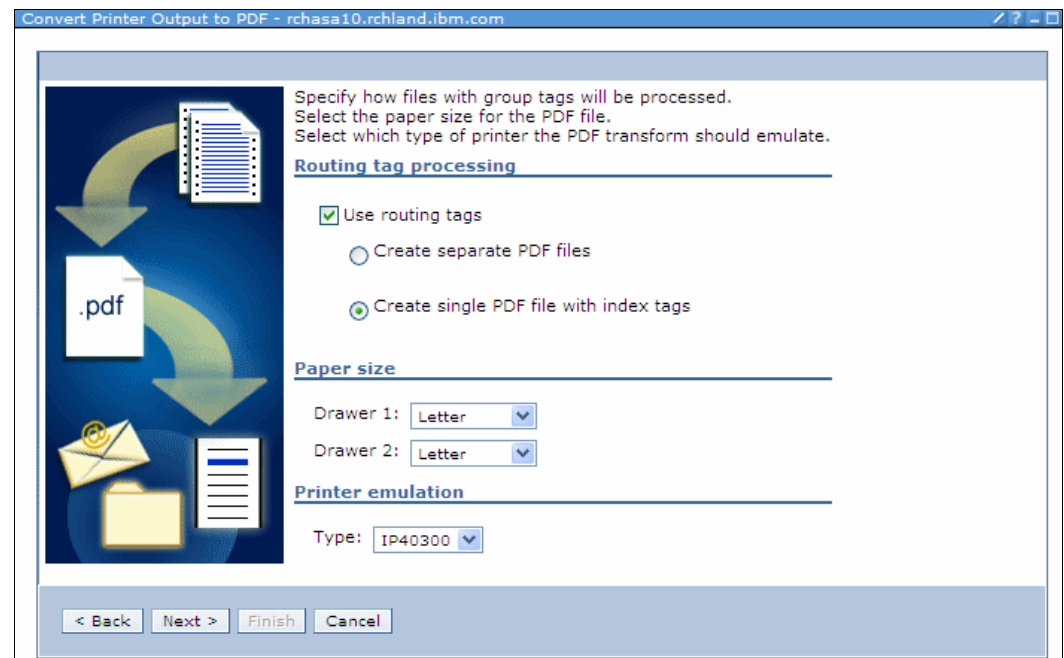 Convert Printer Output to PDF - rchasa10.rchland.ibm.com
Specify how files with group tags will be processed.
Select the paper size for the PDF file.
Select which type of printer the PDF transform should emulate.
Routing tag processing
Use routing tags
Create separate PDF files
.pdf
Create single PDF file with index tags
Paper size
Drawer 1: Letter
Drawer 2: Letter
@
Printer emulation
Type: IP40300
< Back Next > Finish Cancel